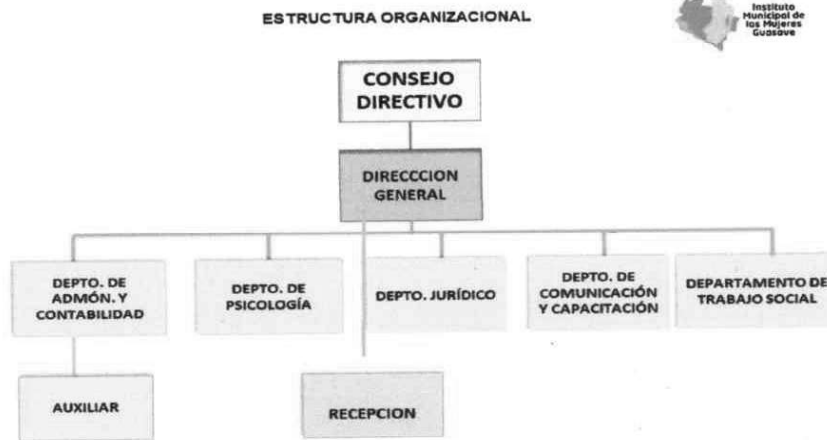 ESTRUCTURA ORGANIZACIONAL
Instituto
Municipal de
las Mujeres
Guasave
CONSEJO
DIRECTIVO
DIRECCCION
GENERAL
DEPTO. DE
ADMÓN. Y
CONTABILIDAD
DEPTO. DE
PSICOLOGÍA
DEPTO. JURÍDICO
DEPTO. DE
COMUNICACIÓN
Y CAPACITACIÓN
DEPARTAMENTO DE
TRABAJO SOCIAL
AUXILIAR
RECEPCION